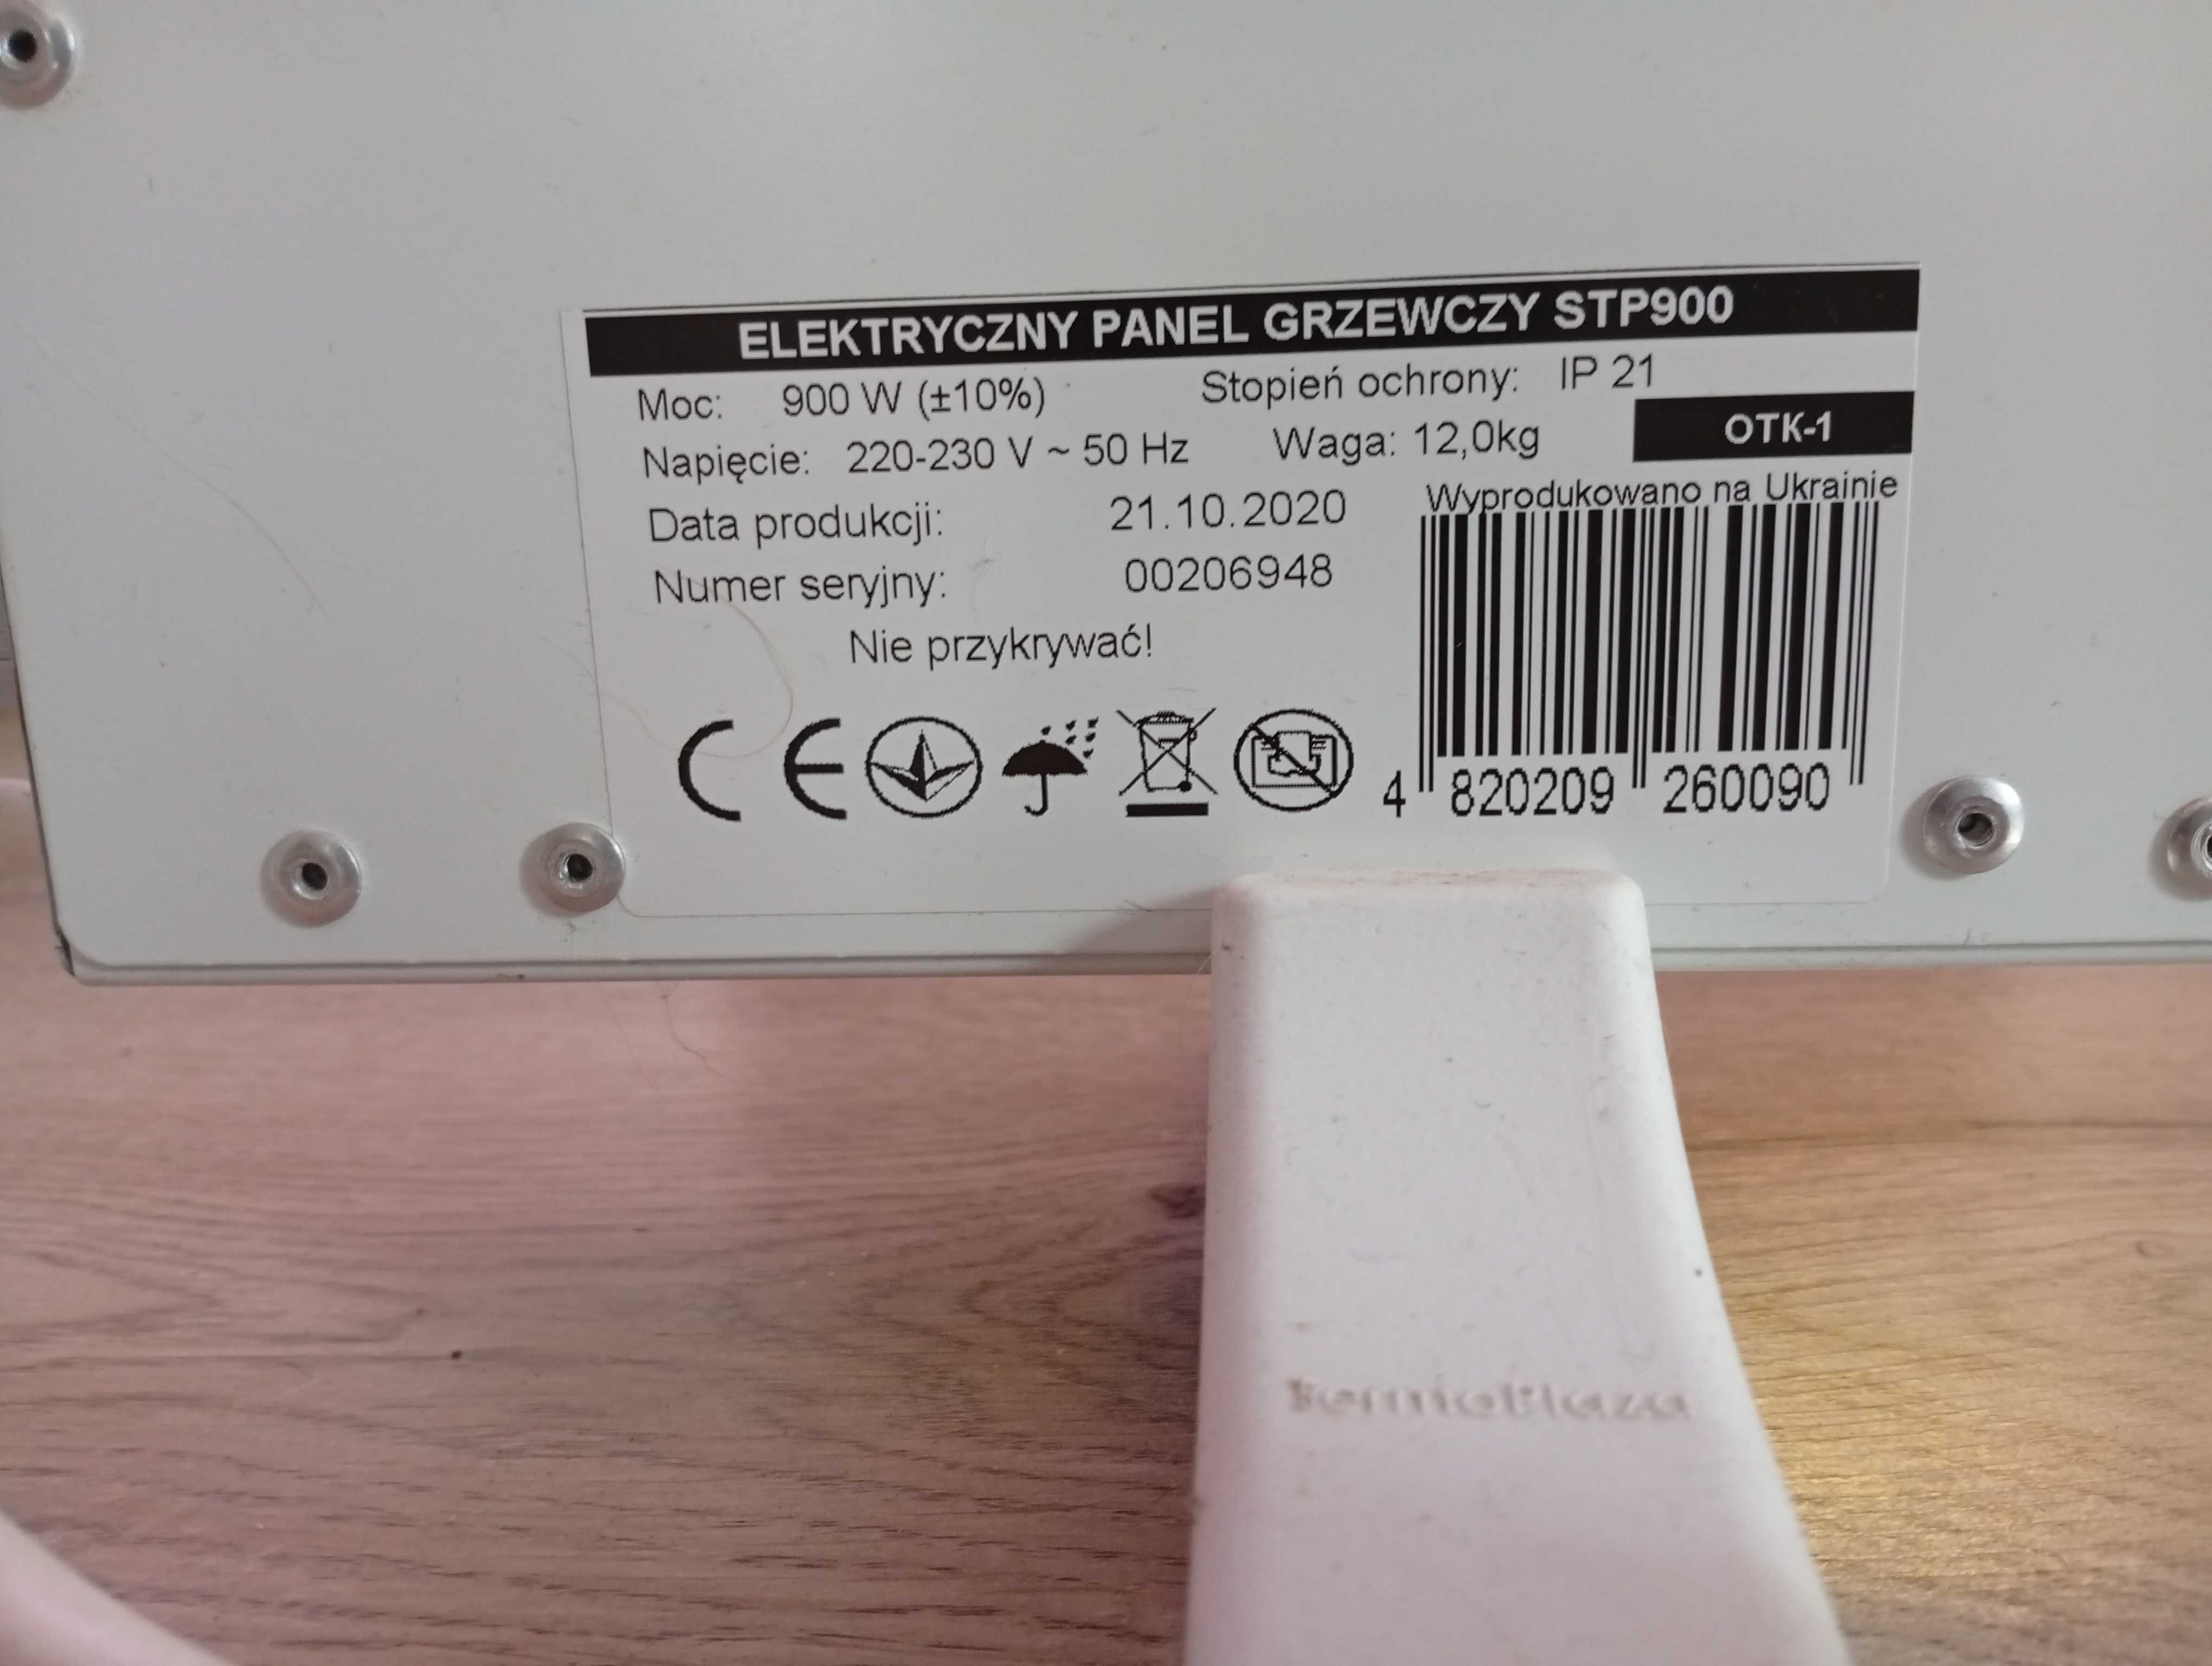 ELEKTRYCZNY PANEL GRZEWCZY STP900
Moc: 900 W (±10%) Stopień ochrony: IP 21
Napięcie: 220-230 V ~ 50 Hz Waga: 12,0kg
OTK-1
Wyprodukowano na Ukrainie
Data produkcji: 21.10.2020
Numer seryjny: 00206948
Nie przykrywać!
CE
4 820209 260090
TermoPlaza